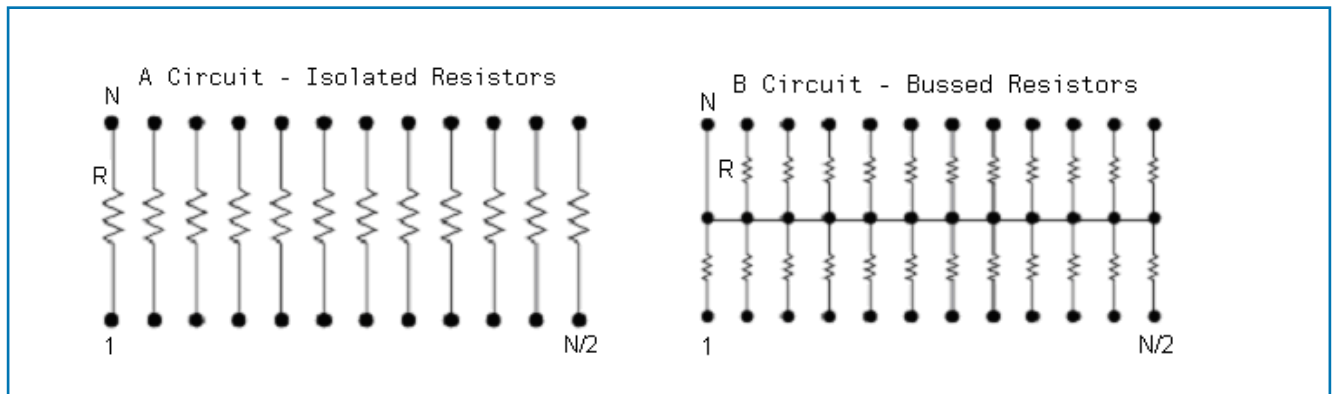 A Circuit - Isolated Resistors
N
R
1
N/2
B Circuit - Bussed Resistors
N
R
1
N/2